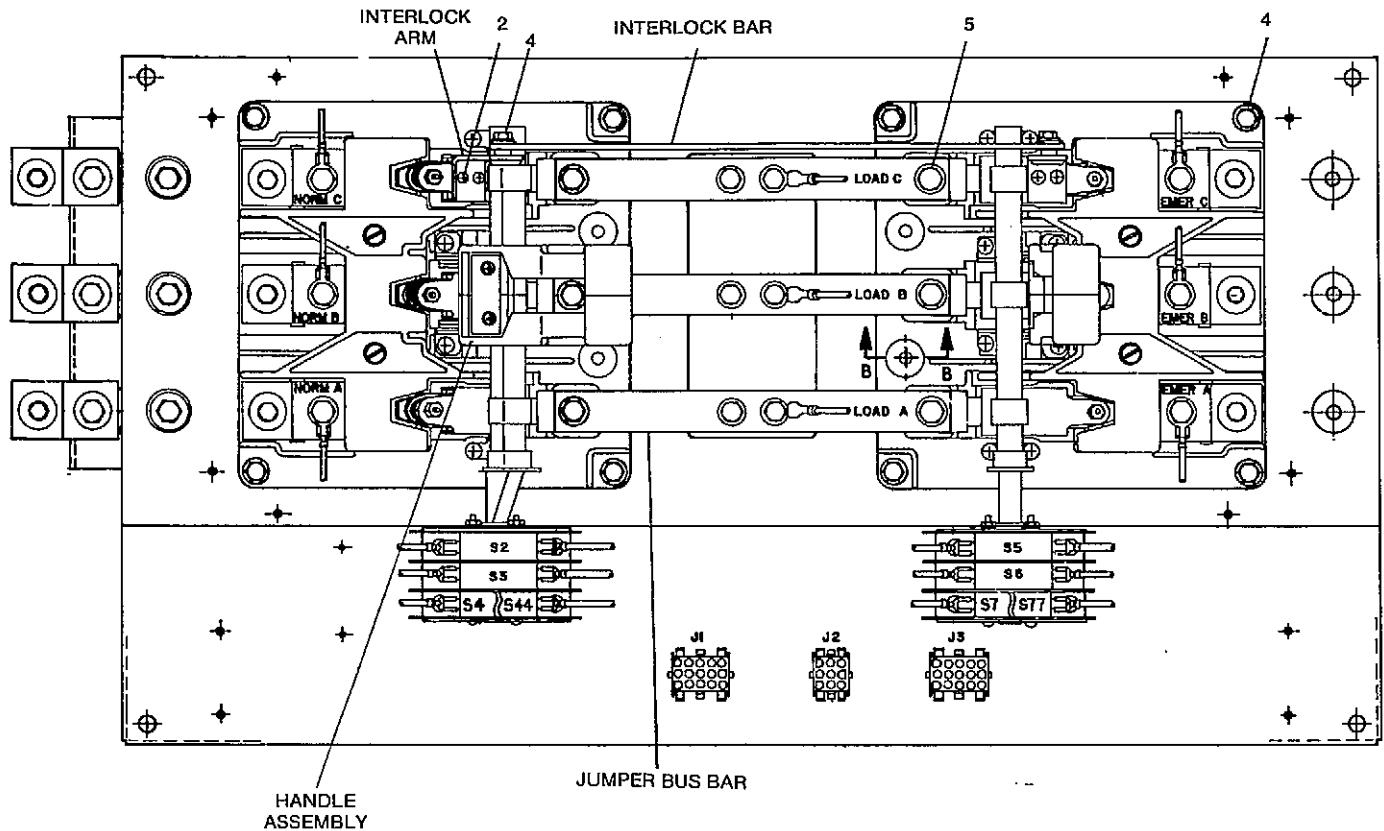 INTERLOCK
ARM
2
4
INTERLOCK BAR
5
4
NORM C
LOAD C
EMER C
NORM B
LOAD B
EMER B
B
B
NORM A
LOAD A
EMER A
S2
S3
S4
S44
S5
S6
S7
S77
J1
J2
J3
JUMPER BUS BAR
HANDLE
ASSEMBLY